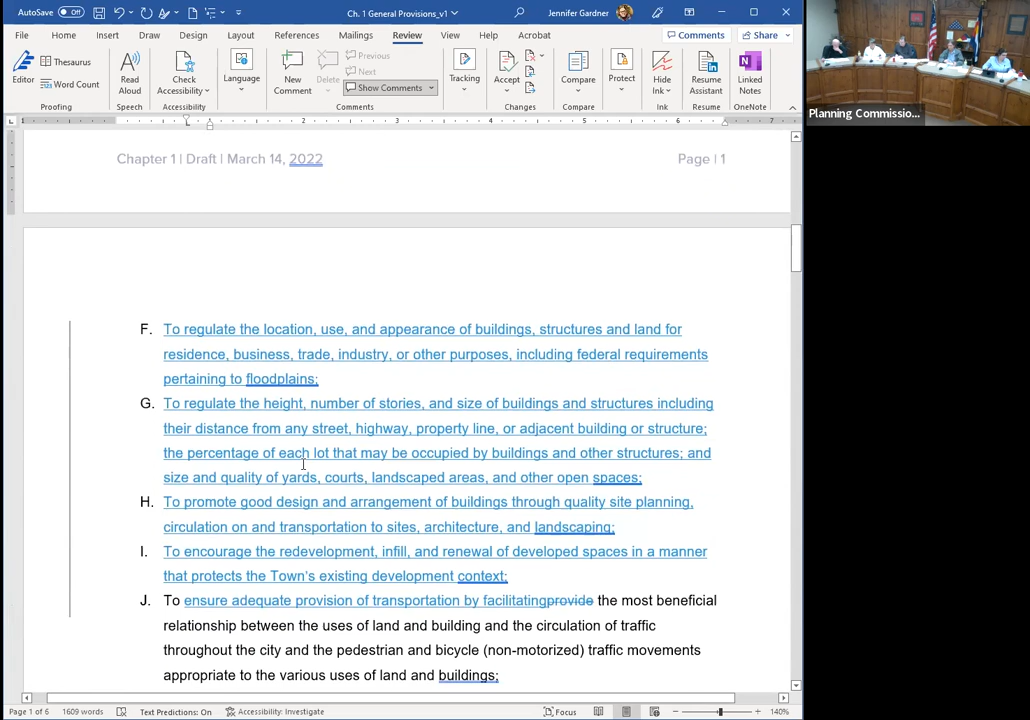 AutoSave Off Ch. 1 General Provisions_v1 Jennifer Gardner
File Home Insert Draw Design Layout References Mailings Review View Help Acrobat Comments Share
Editor Thesaurus Word Count Read Aloud Check Accessibility Language New Comment Delete Previous Next Show Comments Tracking Accept Compare Protect Hide Ink Resume Assistant Linked Notes
Proofing Speech Accessibility Comments Changes Compare Ink Resume OneNote
1 1 2 3 4 5 6 7
Planning Commissio...
Chapter 1 | Draft | March 14, 2022 Page | 1
F. To regulate the location, use, and appearance of buildings, structures and land for
residence, business, trade, industry, or other purposes, including federal requirements
pertaining to floodplains;
G. To regulate the height, number of stories, and size of buildings and structures including
their distance from any street, highway, property line, or adjacent building or structure;
the percentage of each lot that may be occupied by buildings and other structures; and
size and quality of yards, courts, landscaped areas, and other open spaces;
H. To promote good design and arrangement of buildings through quality site planning,
circulation on and transportation to sites, architecture, and landscaping;
I. To encourage the redevelopment, infill, and renewal of developed spaces in a manner
that protects the Town's existing development context;
J. To ensure adequate provision of transportation by facilitatingprovide the most beneficial
relationship between the uses of land and building and the circulation of traffic
throughout the city and the pedestrian and bicycle (non-motorized) traffic movements
appropriate to the various uses of land and buildings;
Page 1 of 6 1609 words Text Predictions: On Accessibility: Investigate Focus 140%